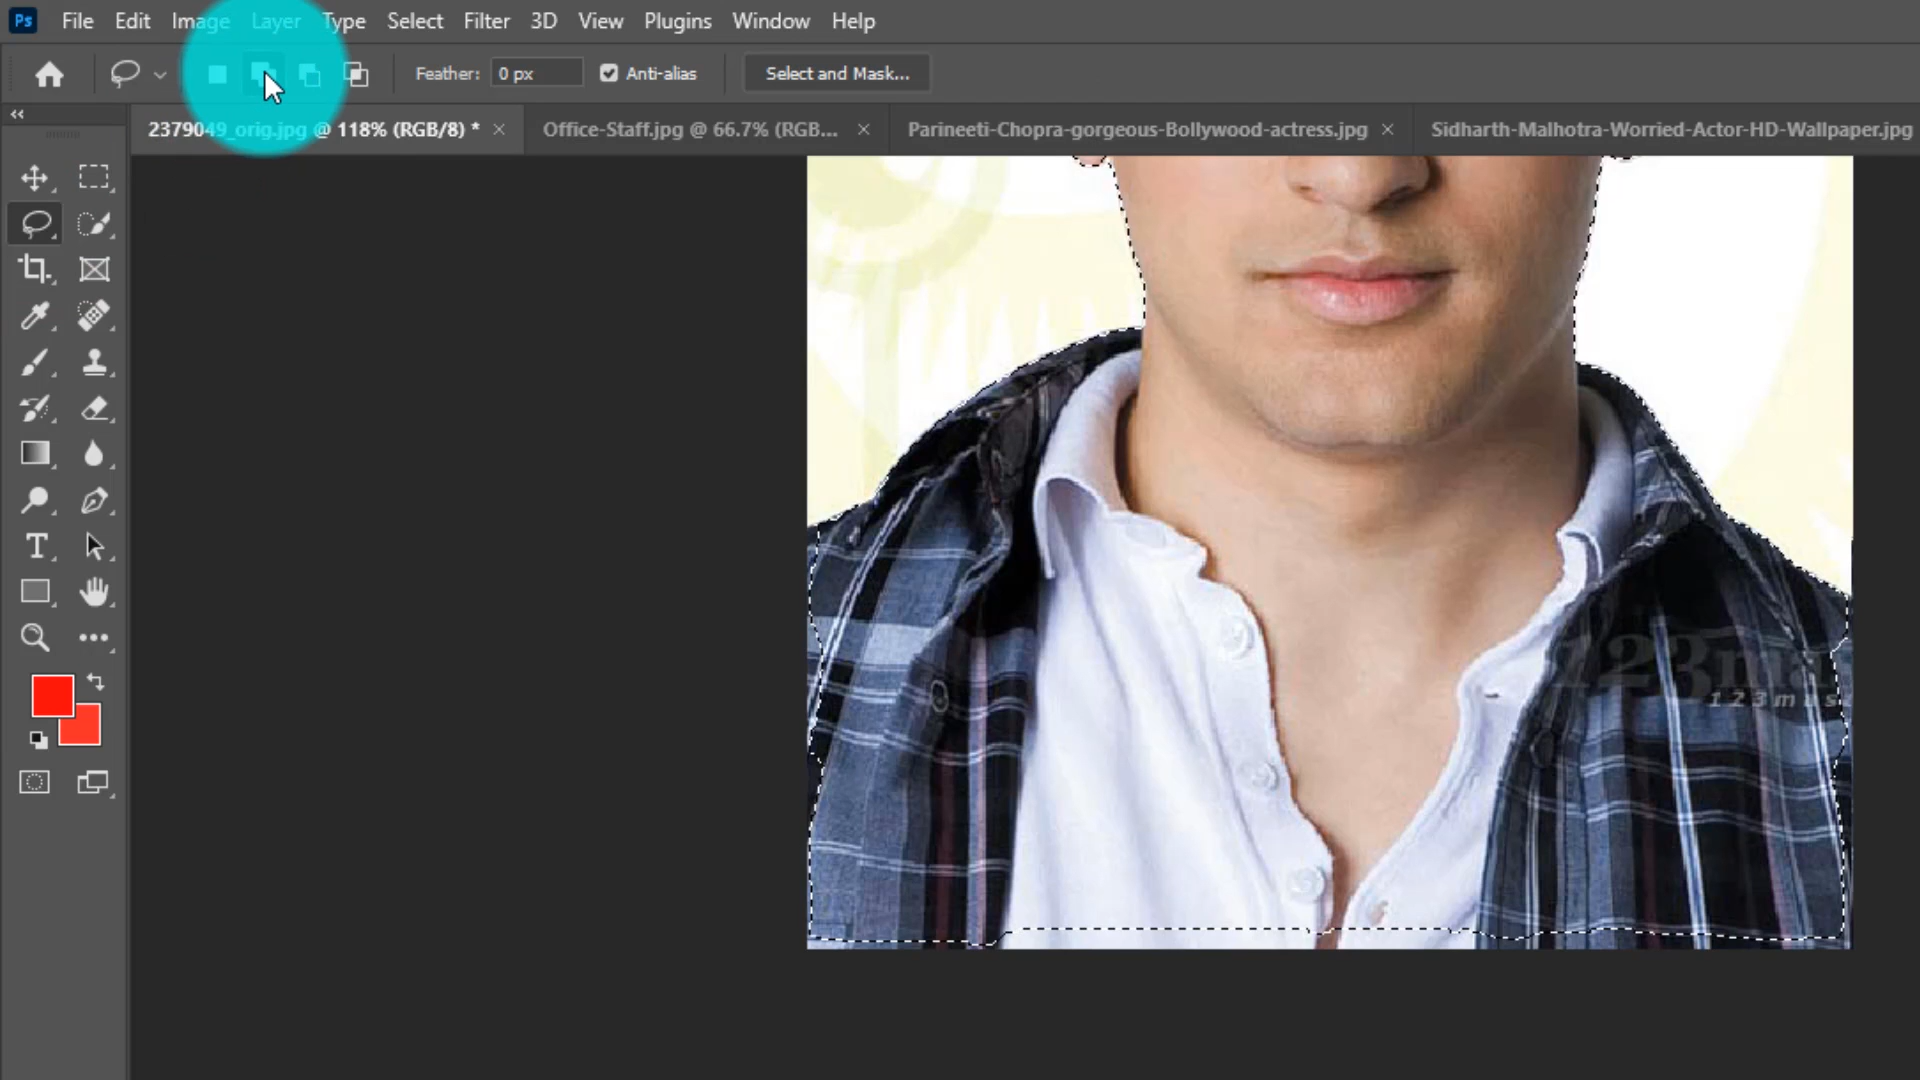 Ps File Edit Image Layer Type Select Filter 3D View Plugins Window Help
Feather: 0 px Anti-alias Select and Mask...
2379049_orig.jpg @ 118% (RGB/8) * × Office-Staff.jpg @ 66.7% (RGB... × Parineeti-Chopra-gorgeous-Bollywood-actress.jpg × Sidharth-Malhotra-Worried-Actor-HD-Wallpaper.jpg
T
123ma
123mus